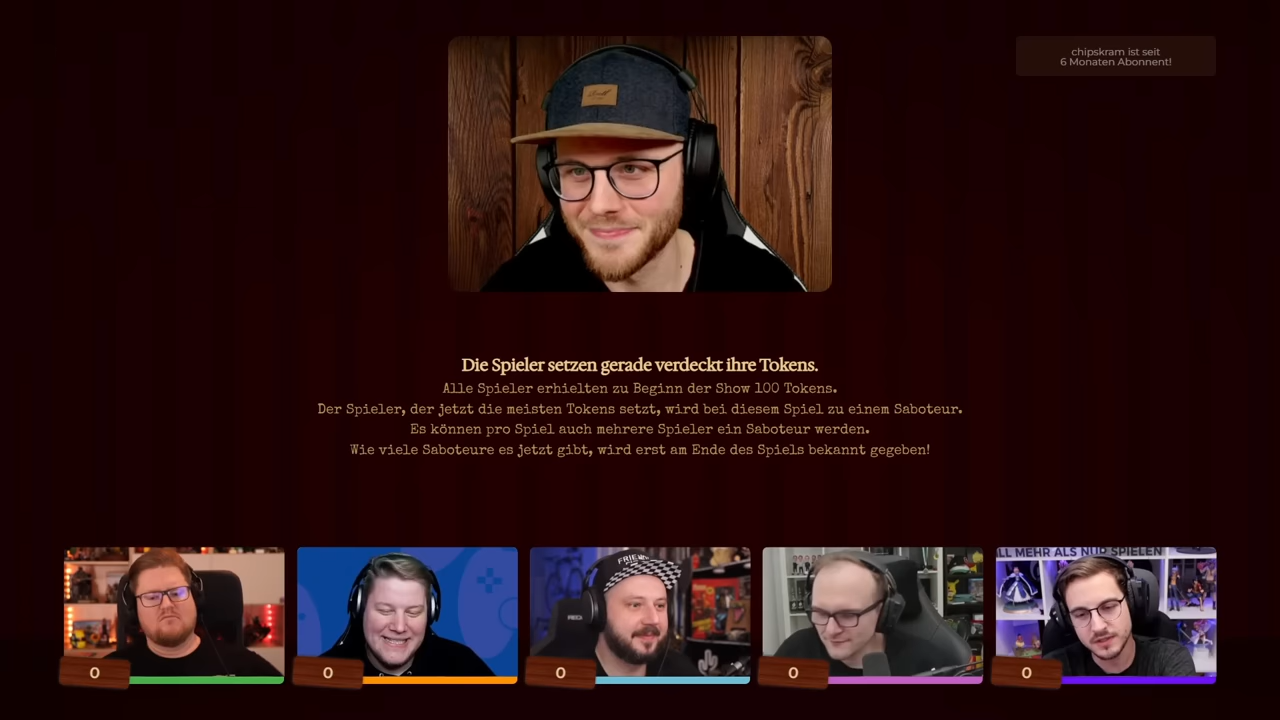 chipskram ist seit
6 Monaten Abonnent!
Die Spieler setzen gerade verdeckt ihre Tokens.
Alle Spieler erhielten zu Beginn der Show 100 Tokens.
Der Spieler, der jetzt die meisten Tokens setzt, wird bei diesem Spiel zu einem Saboteur.
Es können pro Spiel auch mehrere Spieler ein Saboteur werden.
Wie viele Saboteure es jetzt gibt, wird erst am Ende des Spiels bekannt gegeben!
ALL MEHR ALS NUR SPIELEN
0
0
0
0
0